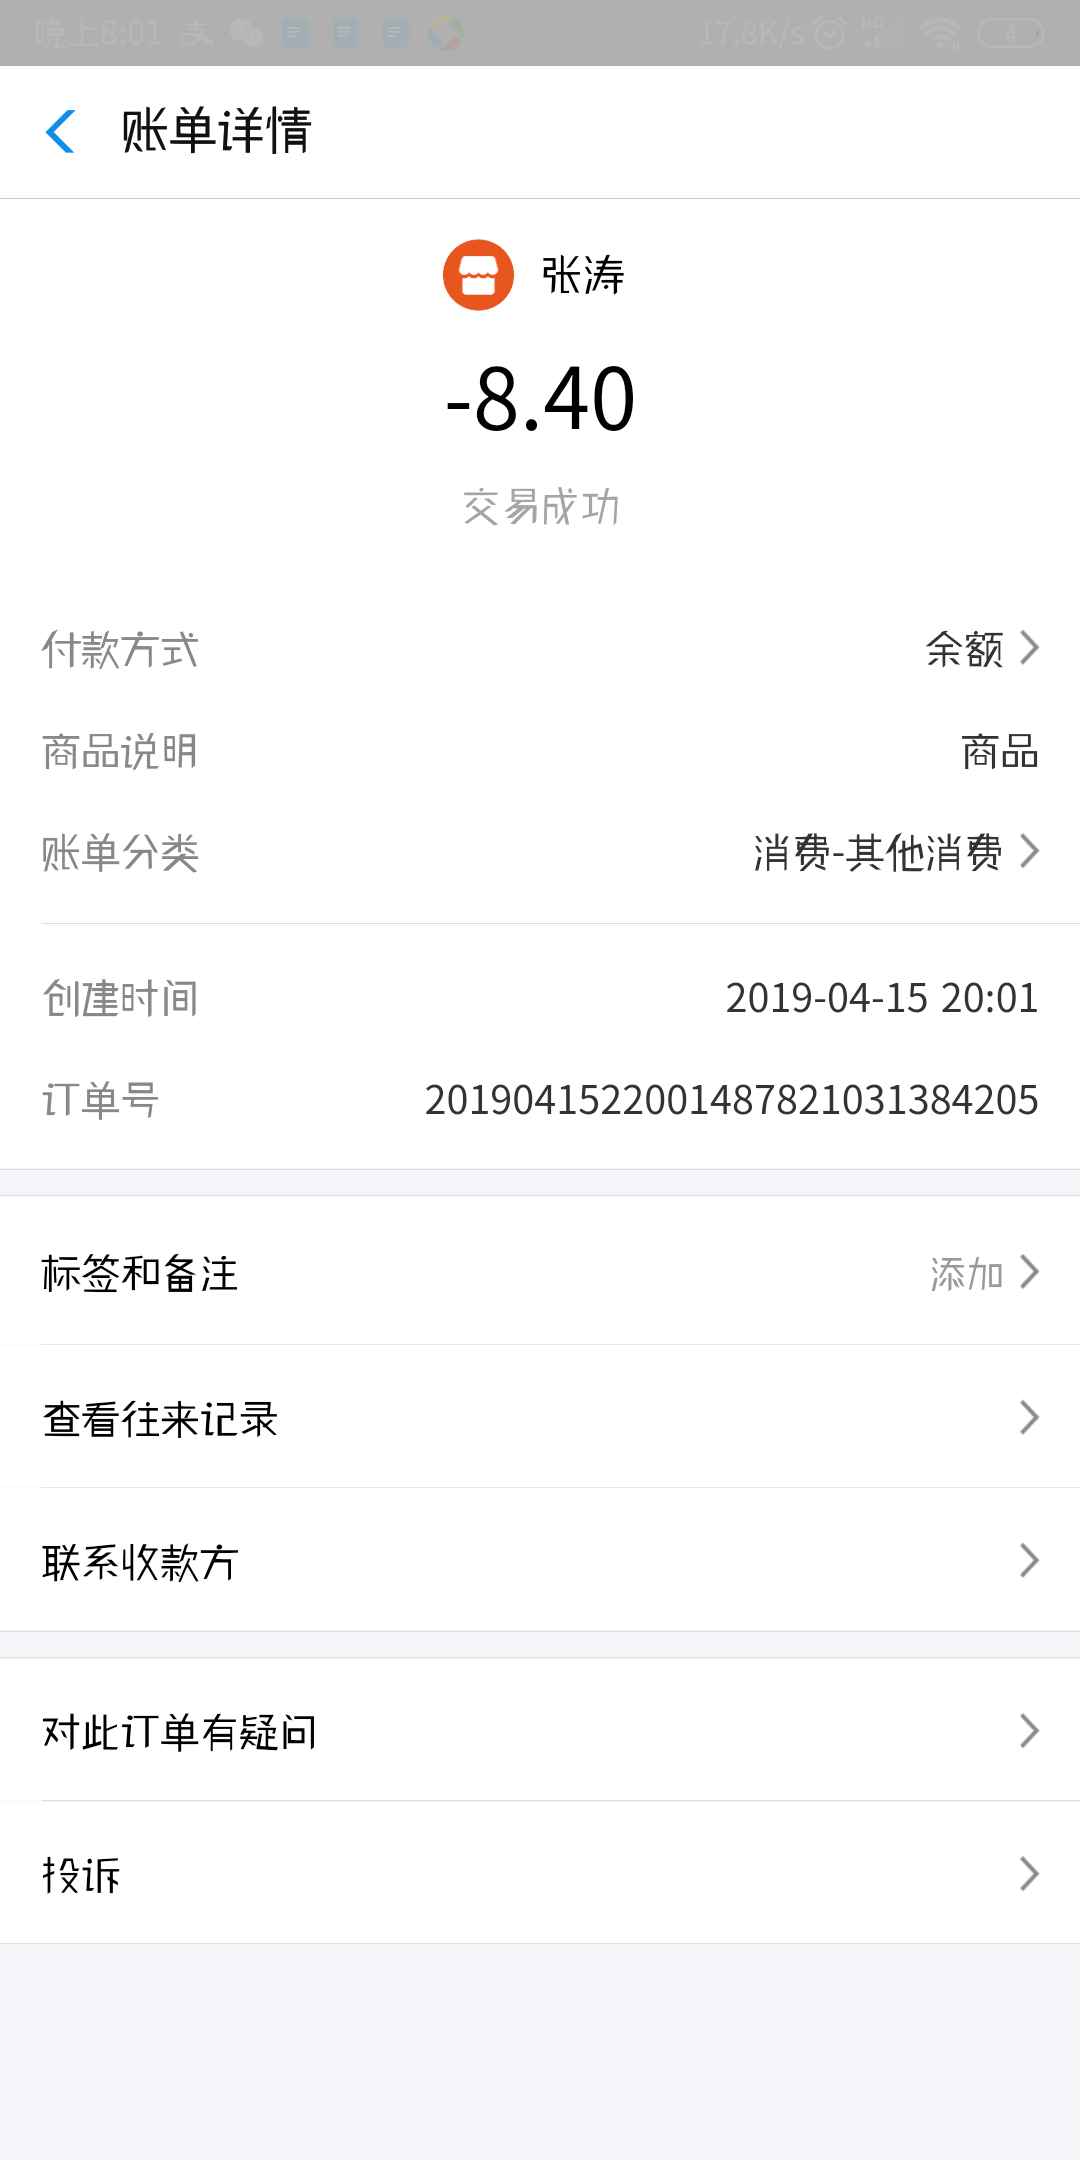 晚上8:01 17.8K/s HD 4
账单详情
张涛
-8.40
交易成功
付款方式 余额
商品说明 商品
账单分类 消费-其他消费
创建时间 2019-04-15 20:01
订单号 2019041522001487821031384205
标签和备注 添加
查看往来记录
联系收款方
对此订单有疑问
投诉